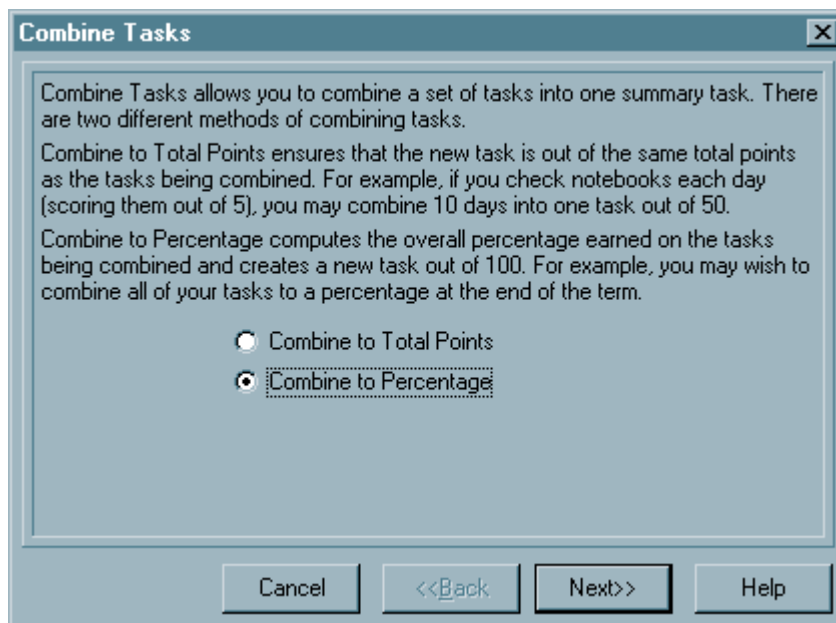 Combine Tasks
Combine Tasks allows you to combine a set of tasks into one summary task. There
are two different methods of combining tasks.
Combine to Total Points ensures that the new task is out of the same total points
as the tasks being combined. For example, if you check notebooks each day
(scoring them out of 5), you may combine 10 days into one task out of 50.
Combine to Percentage computes the overall percentage earned on the tasks
being combined and creates a new task out of 100. For example, you may wish to
combine all of your tasks to a percentage at the end of the term.
Combine to Total Points
Combine to Percentage
Cancel <<Back Next>> Help